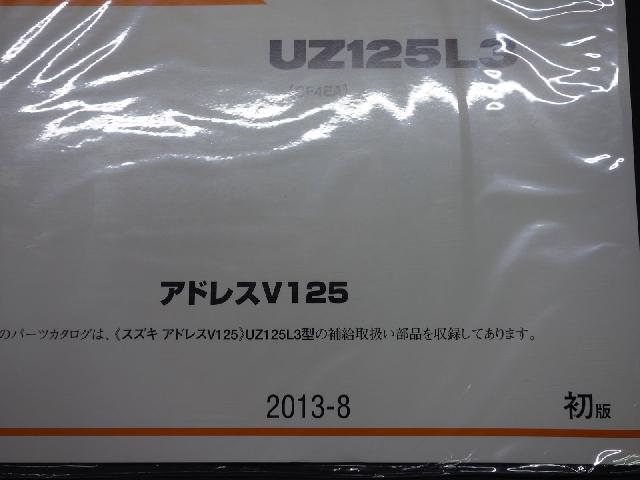 UZ125L3
(CF4EA)
アドレスV125
のパーツカタログは、《スズキ アドレスV125》UZ125L3型の補給取扱い部品を収録してあります。
2013-8
初版